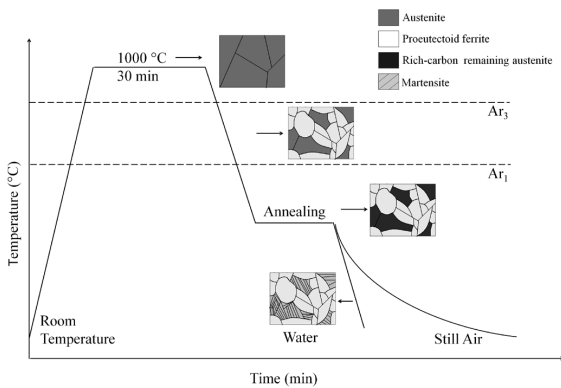 Austenite
Proeutectoid ferrite
Rich-carbon remaining austenite
Martensite
1000 °C
30 min
Ar3
Ar1
Annealing
Room
Temperature
Water
Still Air
Temperature (°C)
Time (min)